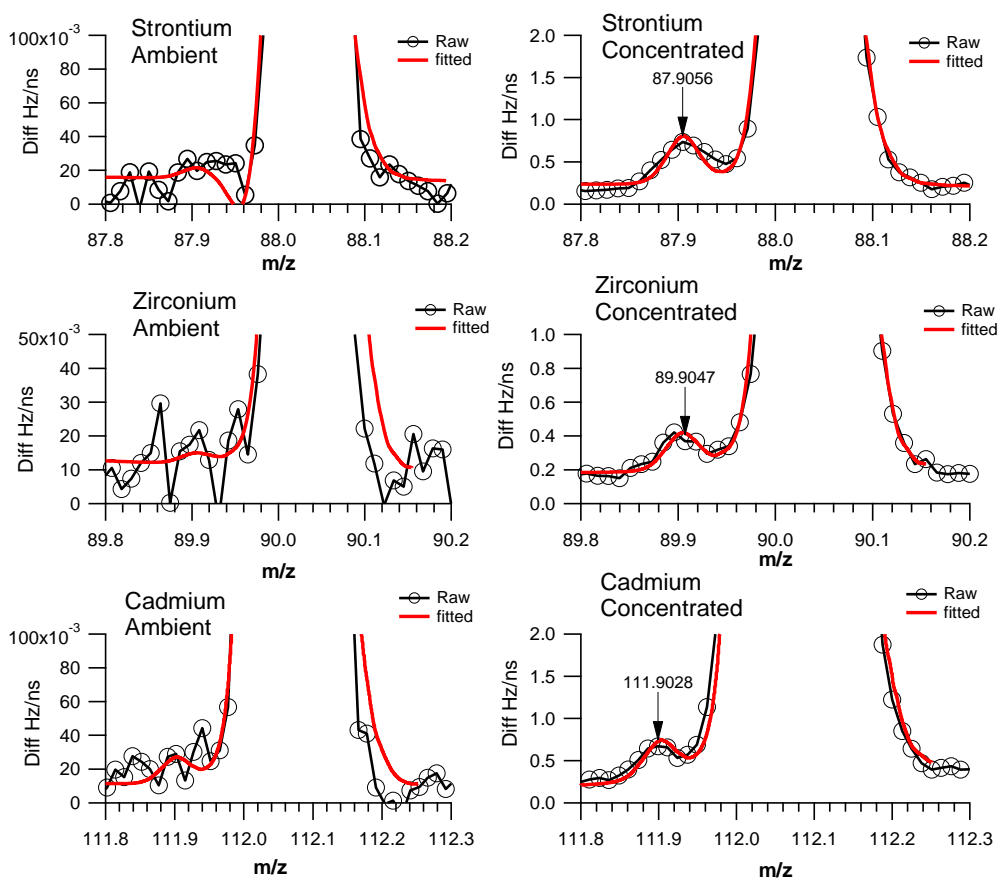 Strontium
Ambient
Raw
fitted
100x10-3
80
60
40
20
0
Diff Hz/ns
87.8
87.9
88.0
88.1
88.2
m/z
Strontium
Concentrated
Raw
fitted
87.9056
2.0
1.5
1.0
0.5
0.0
Diff Hz/ns
87.8
87.9
88.0
88.1
88.2
m/z
Zirconium
Ambient
Raw
fitted
50x10-3
40
30
20
10
0
Diff Hz/ns
89.8
89.9
90.0
90.1
90.2
m/z
Zirconium
Concentrated
Raw
fitted
89.9047
1.0
0.8
0.6
0.4
0.2
0.0
Diff Hz/ns
89.8
89.9
90.0
90.1
90.2
m/z
Cadmium
Ambient
Raw
fitted
100x10-3
80
60
40
20
0
Diff Hz/ns
111.8
111.9
112.0
112.1
112.2
112.3
m/z
Cadmium
Concentrated
Raw
fitted
111.9028
2.0
1.5
1.0
0.5
0.0
Diff Hz/ns
111.8
111.9
112.0
112.1
112.2
112.3
m/z